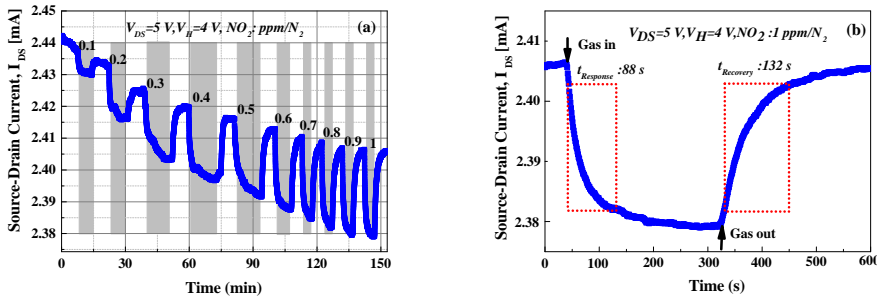 (a)
V_DS=5 V,V_H=4 V, NO_2: ppm/N_2
0.1
0.2
0.3
0.4
0.5
0.6
0.7
0.8
0.9
1
2.45
2.44
2.43
2.42
2.41
2.40
2.39
2.38
Source-Drain Current, I_DS [mA]
0 30 60 90 120 150
Time (min)
(b)
V_DS=5 V,V_H=4 V,NO_2 :1 ppm/N_2
Gas in
t_Response :88 s
t_Recovery :132 s
Gas out
2.41
2.40
2.39
2.38
Source-Drain Current, I_DS [mA]
0 100 200 300 400 500 600
Time (s)